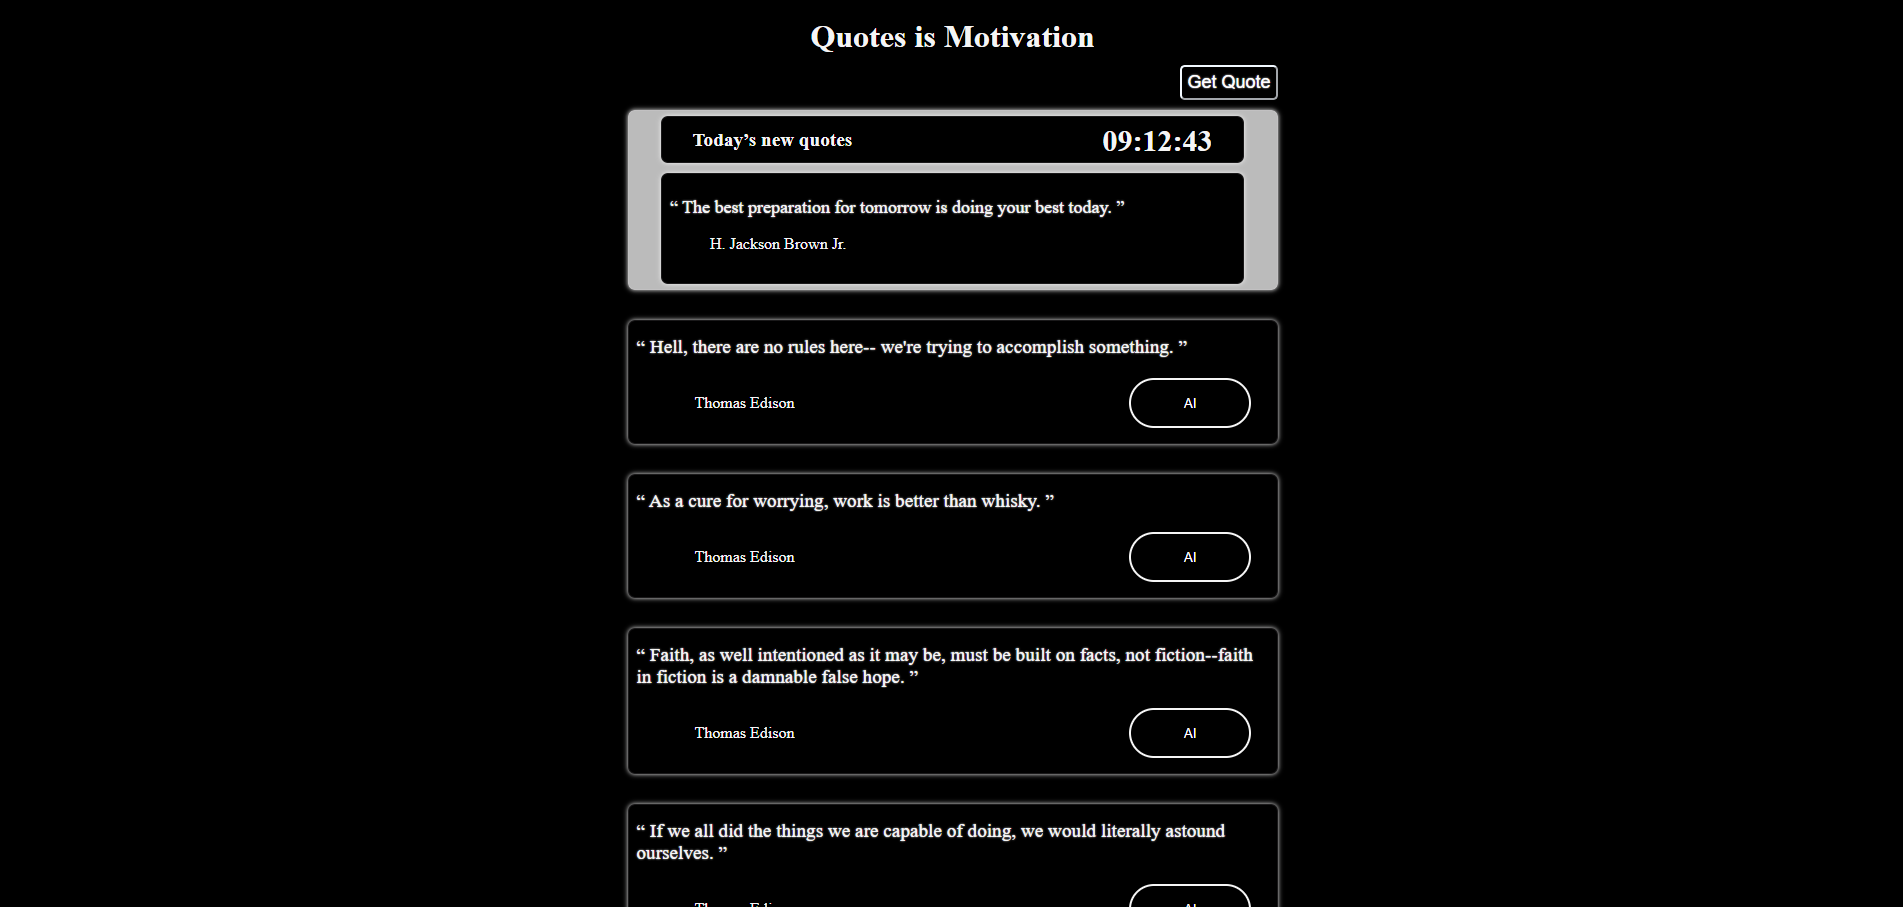 Quotes is Motivation
Get Quote
Today’s new quotes
09:12:43
“ The best preparation for tomorrow is doing your best today. ”
H. Jackson Brown Jr.
“ Hell, there are no rules here-- we're trying to accomplish something. ”
Thomas Edison
AI
“ As a cure for worrying, work is better than whisky. ”
Thomas Edison
AI
“ Faith, as well intentioned as it may be, must be built on facts, not fiction--faith
in fiction is a damnable false hope. ”
Thomas Edison
AI
“ If we all did the things we are capable of doing, we would literally astound
ourselves. ”